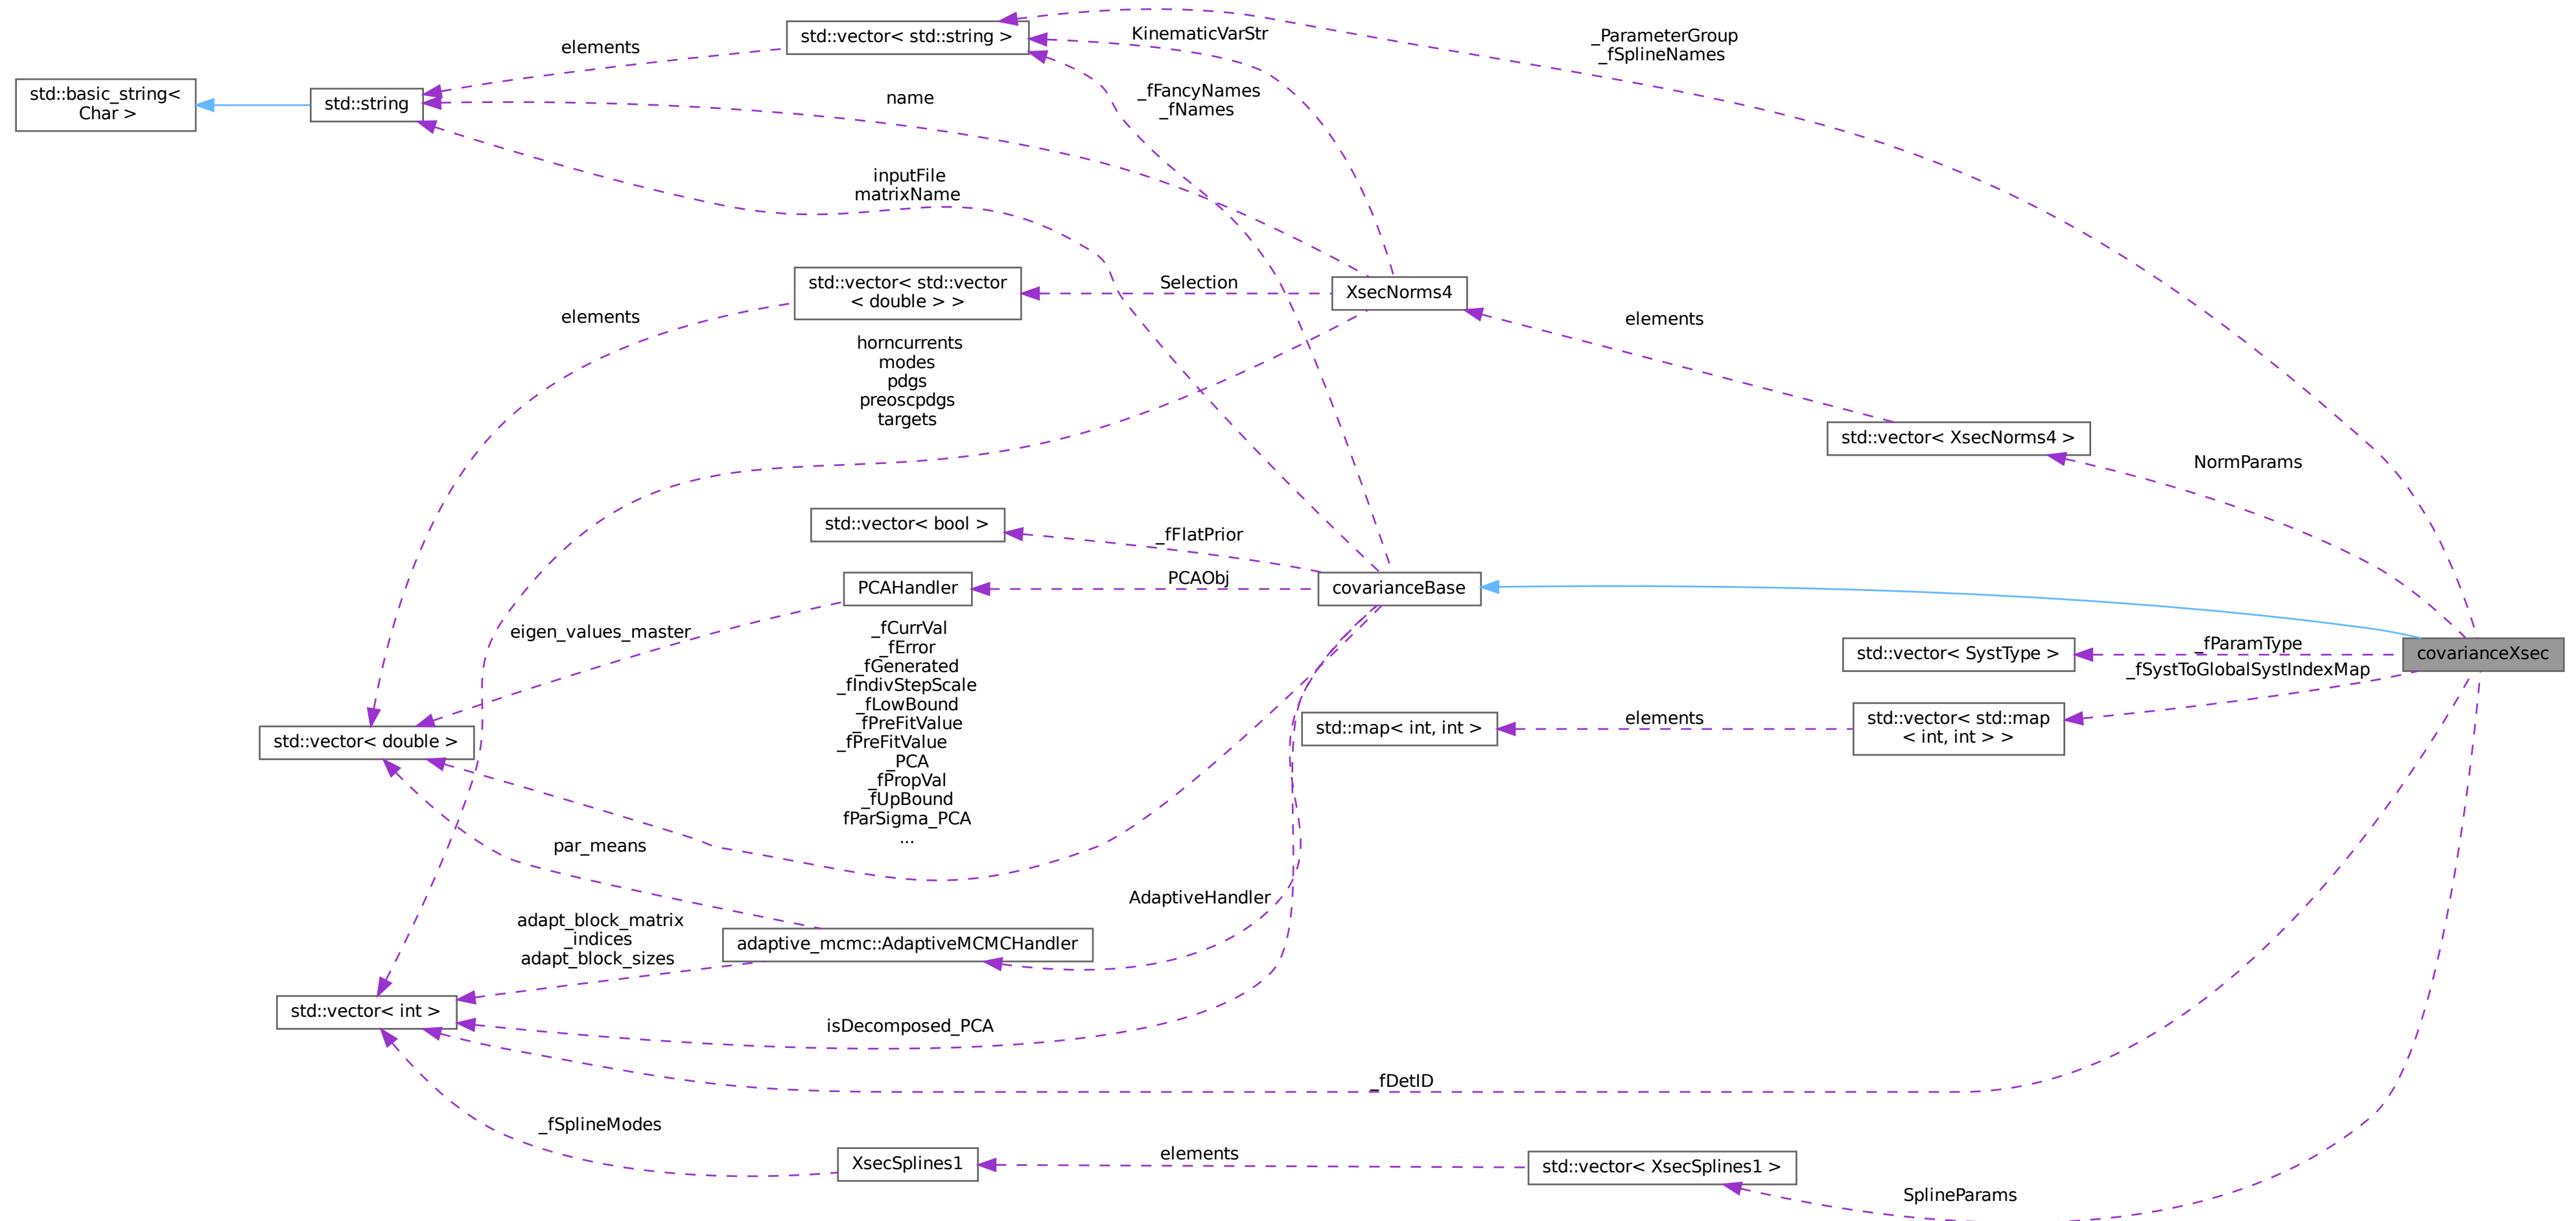 std::vector< std::string >
KinematicVarStr
_ParameterGroup
_fSplineNames
elements
std::basic_string<
Char >
std::string
name
_fFancyNames
_fNames
inputFile
matrixName
std::vector< std::vector
< double > >
Selection
XsecNorms4
elements
elements
horncurrents
modes
pdgs
preoscpdgs
targets
std::vector< XsecNorms4 >
NormParams
std::vector< bool >
_fFlatPrior
PCAHandler
PCAObj
covarianceBase
eigen_values_master
_fCurrVal
_fError
_fGenerated
_fIndivStepScale
_fLowBound
_fPreFitValue
_fPreFitValue
_PCA
_fPropVal
_fUpBound
fParSigma_PCA
...
std::vector< SystType >
_fParamType
covarianceXsec
_fSystToGlobalSystIndexMap
std::map< int, int >
elements
std::vector< std::map
< int, int > >
std::vector< double >
par_means
AdaptiveHandler
adapt_block_matrix
_indices
adapt_block_sizes
adaptive_mcmc::AdaptiveMCMCHandler
std::vector< int >
isDecomposed_PCA
_fDetID
_fSplineModes
XsecSplines1
elements
std::vector< XsecSplines1 >
SplineParams